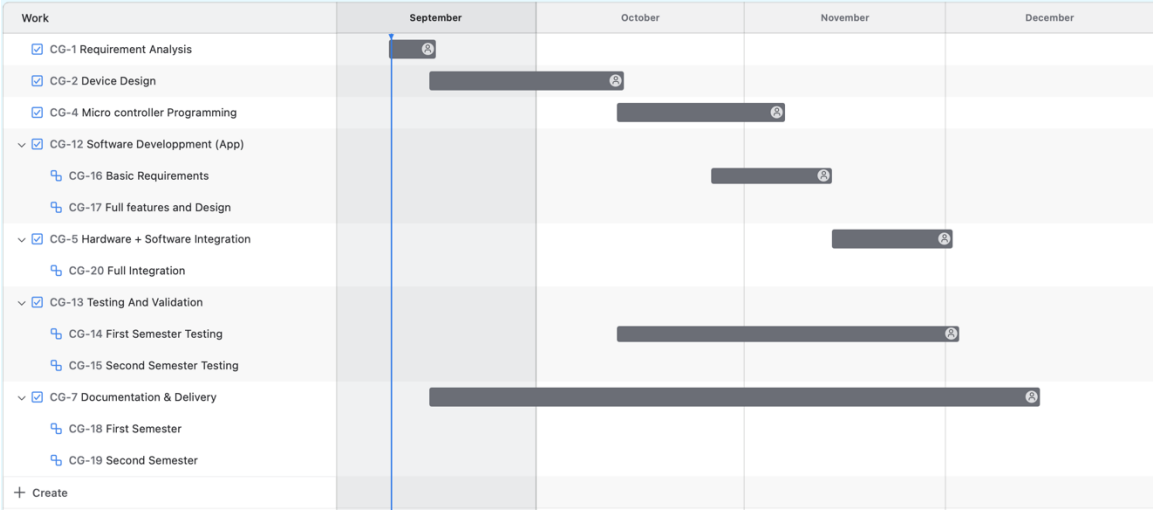 Work
September
October
November
December
CG-1 Requirement Analysis
CG-2 Device Design
CG-4 Micro controller Programming
CG-12 Software Developpment (App)
CG-16 Basic Requirements
CG-17 Full features and Design
CG-5 Hardware + Software Integration
CG-20 Full Integration
CG-13 Testing And Validation
CG-14 First Semester Testing
CG-15 Second Semester Testing
CG-7 Documentation & Delivery
CG-18 First Semester
CG-19 Second Semester
+ Create